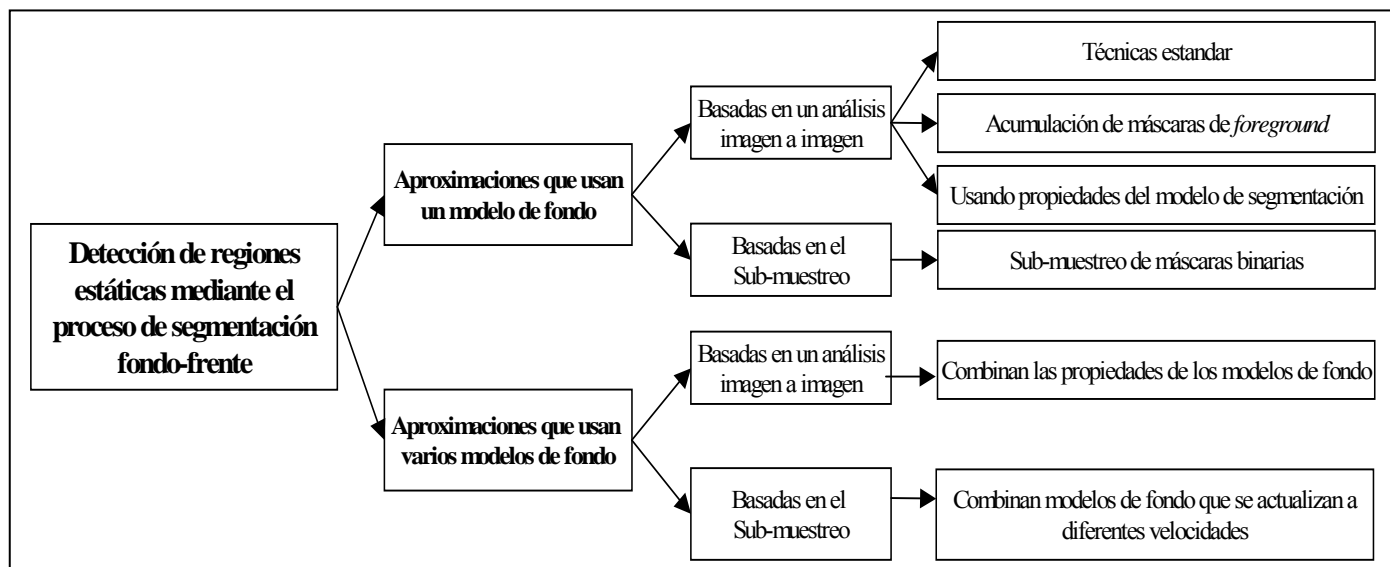 Detección de regiones
estáticas mediante el
proceso de segmentación
fondo-frente
Aproximaciones que usan
un modelo de fondo
Basadas en un análisis
imagen a imagen
Técnicas estandar
Acumulación de máscaras de foreground
Usando propiedades del modelo de segmentación
Basadas en el
Sub-muestreo
Sub-muestreo de máscaras binarias
Aproximaciones que usan
varios modelos de fondo
Basadas en un análisis
imagen a imagen
Combinan las propiedades de los modelos de fondo
Basadas en el
Sub-muestreo
Combinan modelos de fondo que se actualizan a
diferentes velocidades